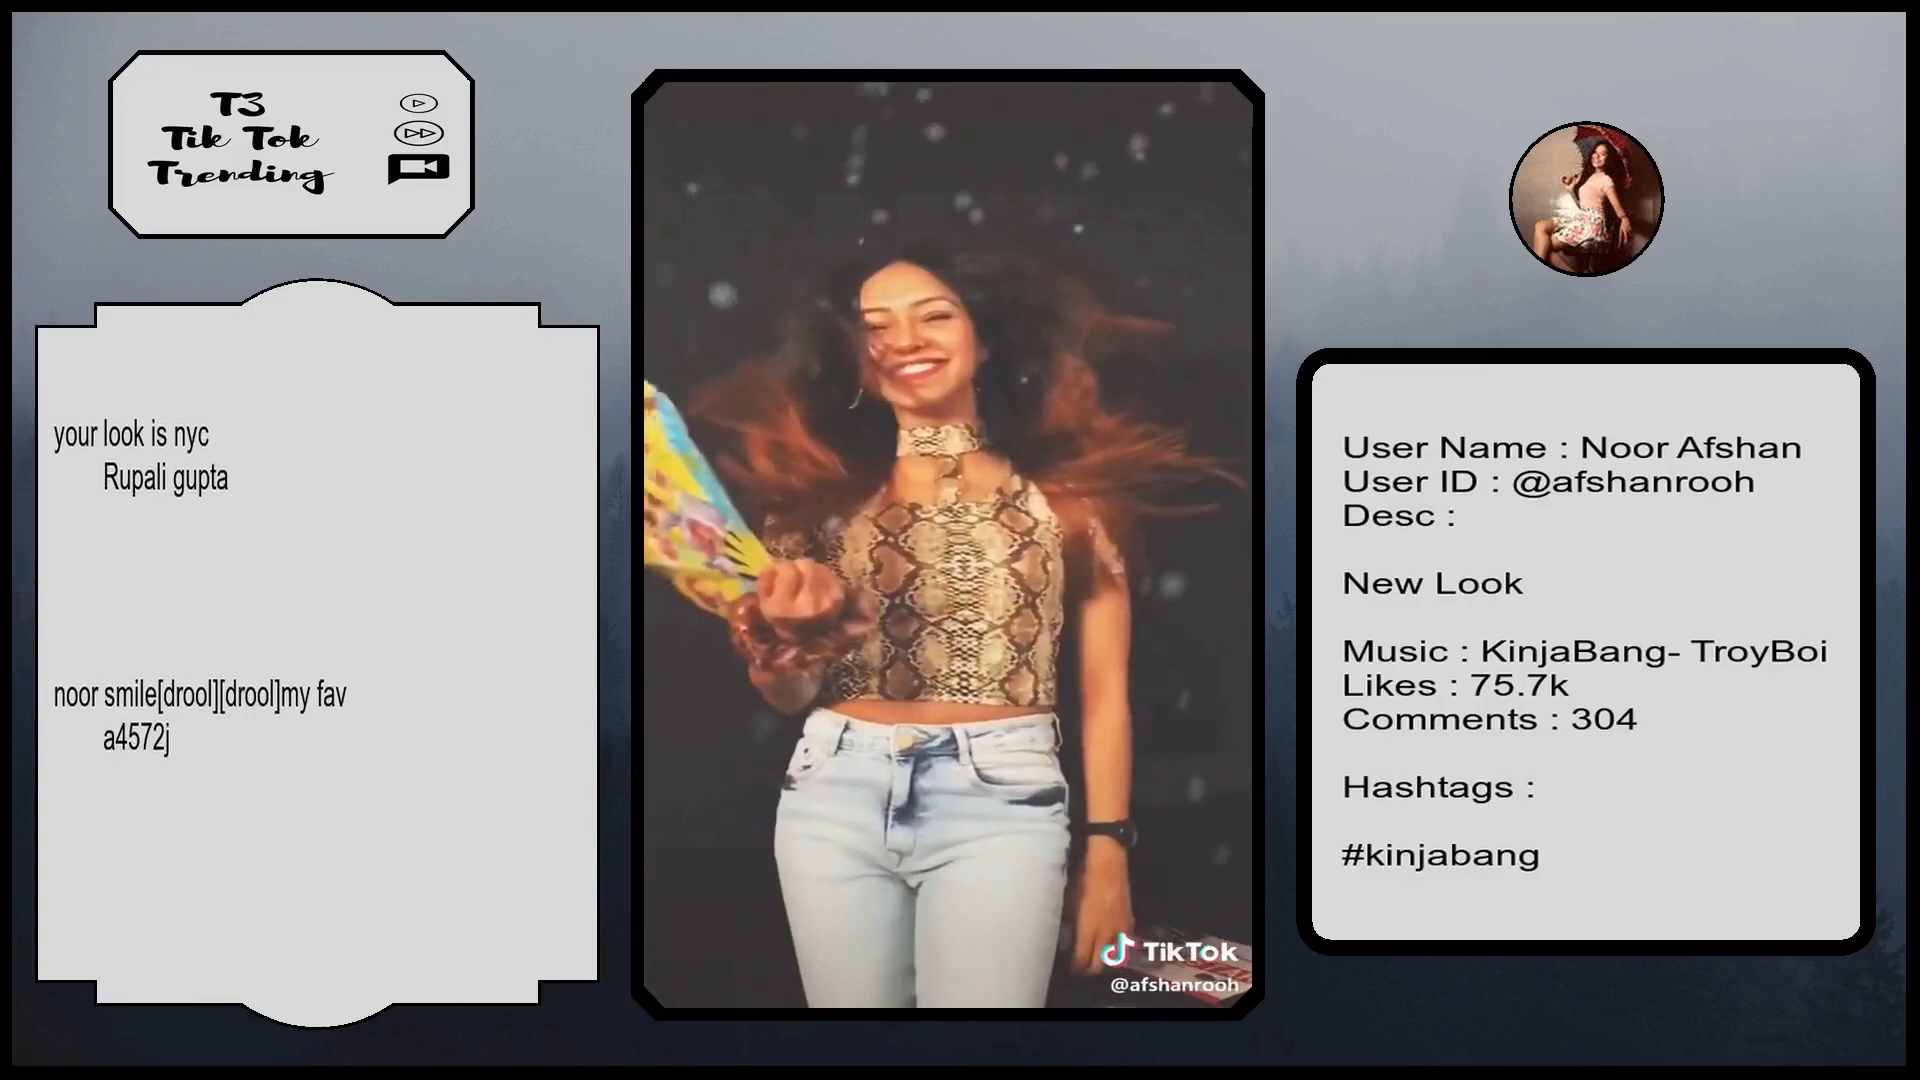 T3
Tik Tok
Trending
your look is nyc
Rupali gupta
noor smile[drool][drool]my fav
a4572j
TikTok
@afshanrooh
User Name : Noor Afshan
User ID : @afshanrooh
Desc :
New Look
Music : KinjaBang- TroyBoi
Likes : 75.7k
Comments : 304
Hashtags :
#kinjabang